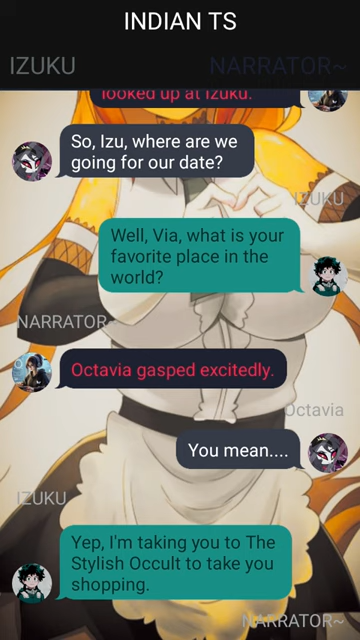 INDIAN TS
IZUKU
NARRATOR~
looked up at Izuku.
So, Izu, where are we
going for our date?
IZUKU
Well, Via, what is your
favorite place in the
world?
NARRATOR~
Octavia gasped excitedly.
Octavia
You mean....
IZUKU
Yep, I'm taking you to The
Stylish Occult to take you
shopping.
NARRATOR~